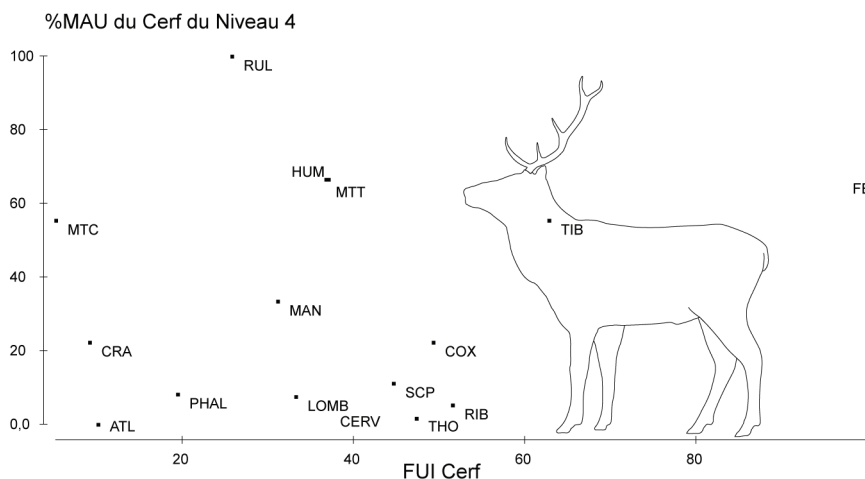 %MAU du Cerf du Niveau 4
100
RUL
80
HUM
MTT
FE
60
MTC
TIB
40
MAN
20
CRA
COX
PHAL
LOMB
SCP
RIB
0,0
ATL
CERV
THO
20
40
60
80
FUI Cerf